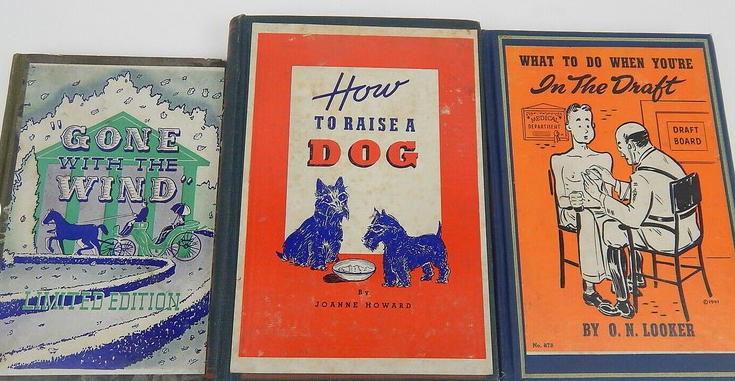 GONE
WITH THE
WIND"
LIMITED EDITION
How
TO RAISE A
DOG
By
JOANNE HOWARD
WHAT TO DO WHEN YOU'RE
In The Draft
MEDICAL
DEPARTMENT
DRAFT
BOARD
©1941
BY O. N. LOOKER
No. 873